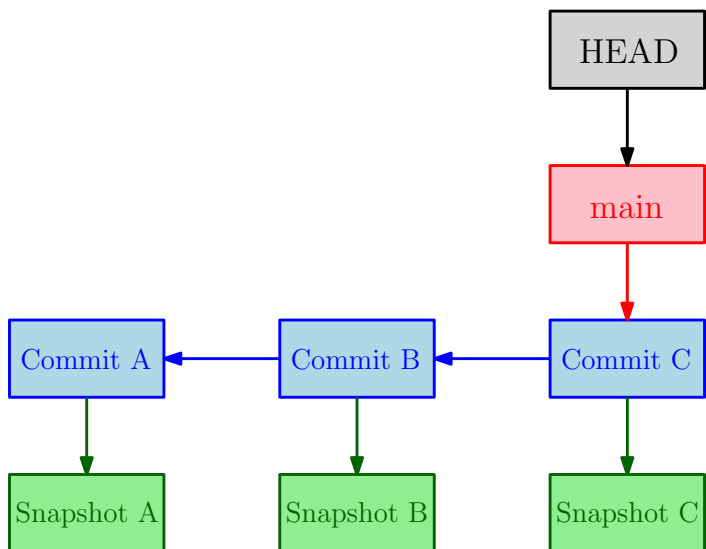 HEAD
main
Commit A
Commit B
Commit C
Snapshot A
Snapshot B
Snapshot C